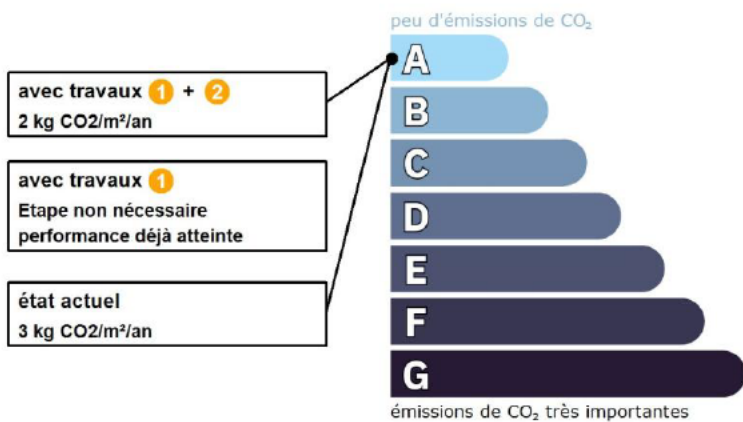 peu d'émissions de CO₂
A
avec travaux 1 + 2
2 kg CO2/m²/an
B
avec travaux 1
Etape non nécessaire
performance déjà atteinte
C
D
E
état actuel
3 kg CO2/m²/an
F
G
émissions de CO₂ très importantes